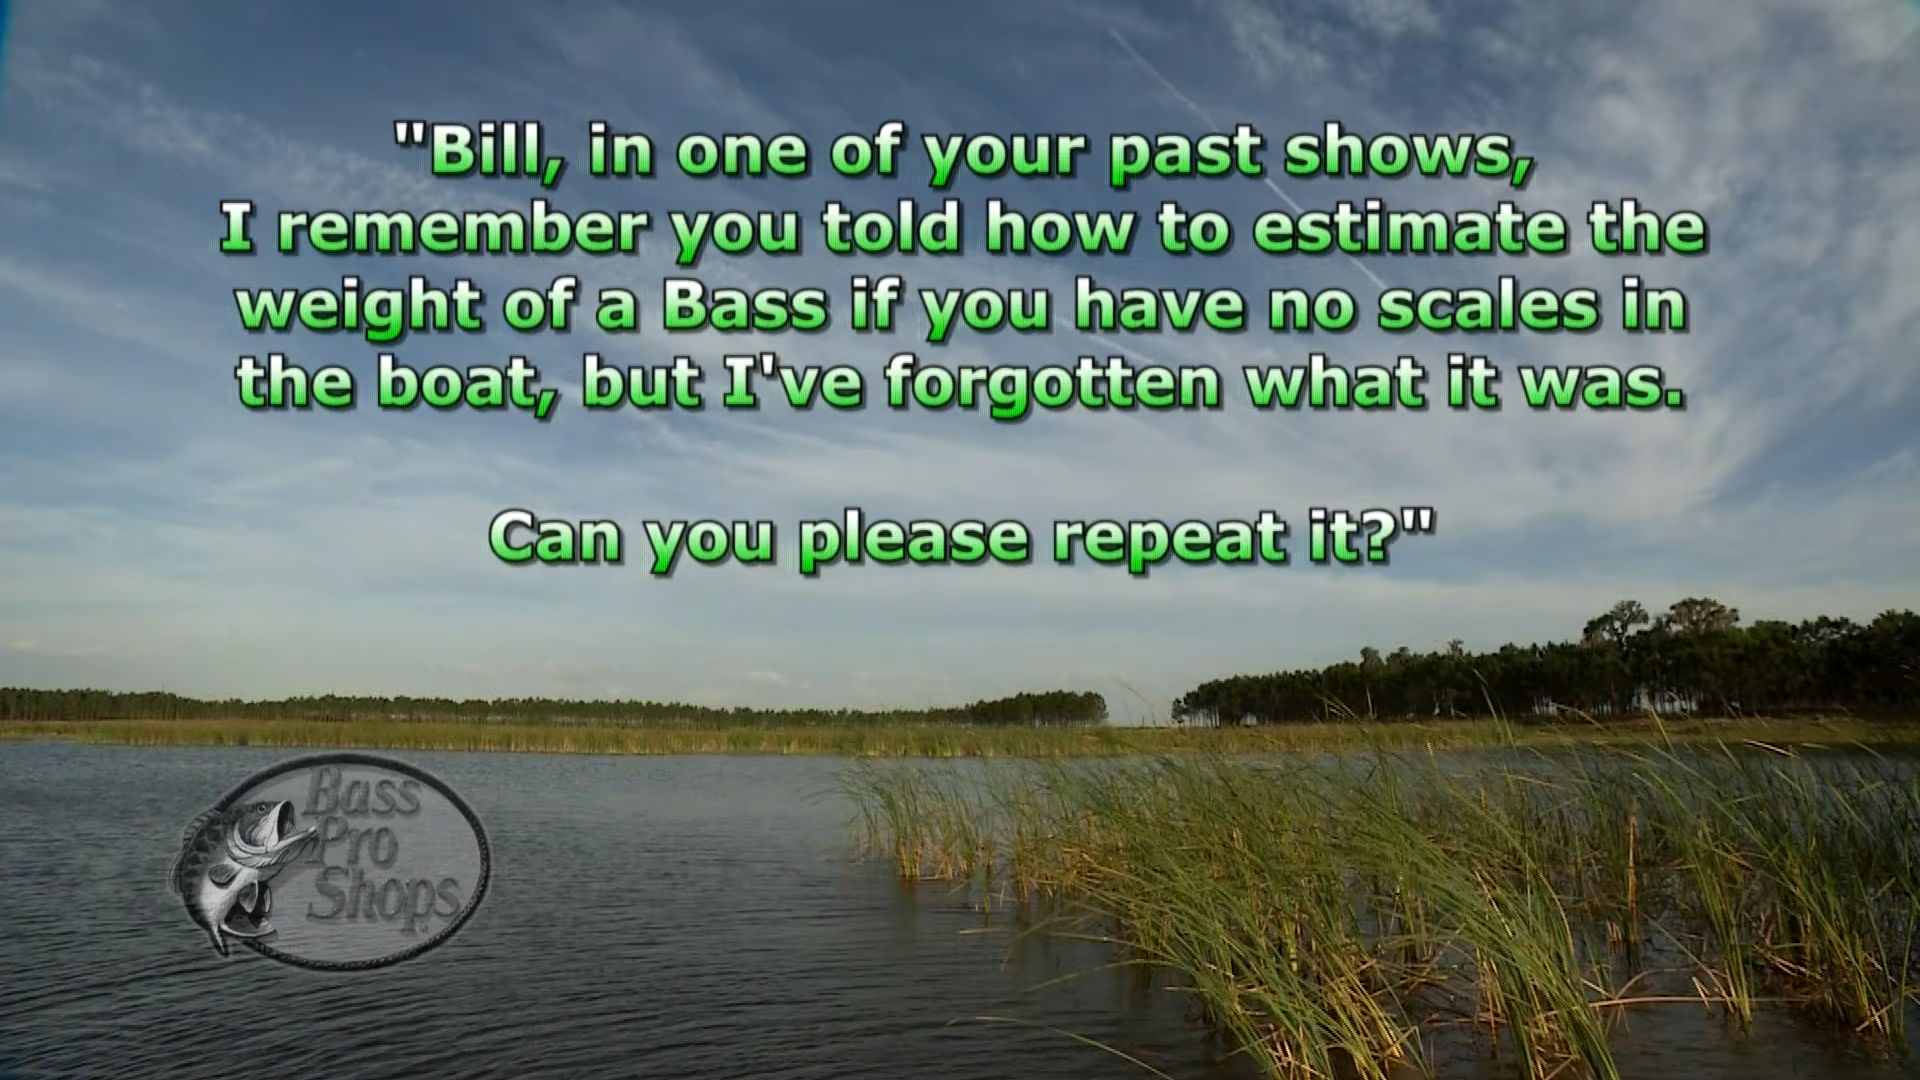 "Bill, in one of your past shows,
I remember you told how to estimate the
weight of a Bass if you have no scales in
the boat, but I've forgotten what it was.
Can you please repeat it?"
Bass
Pro
Shops